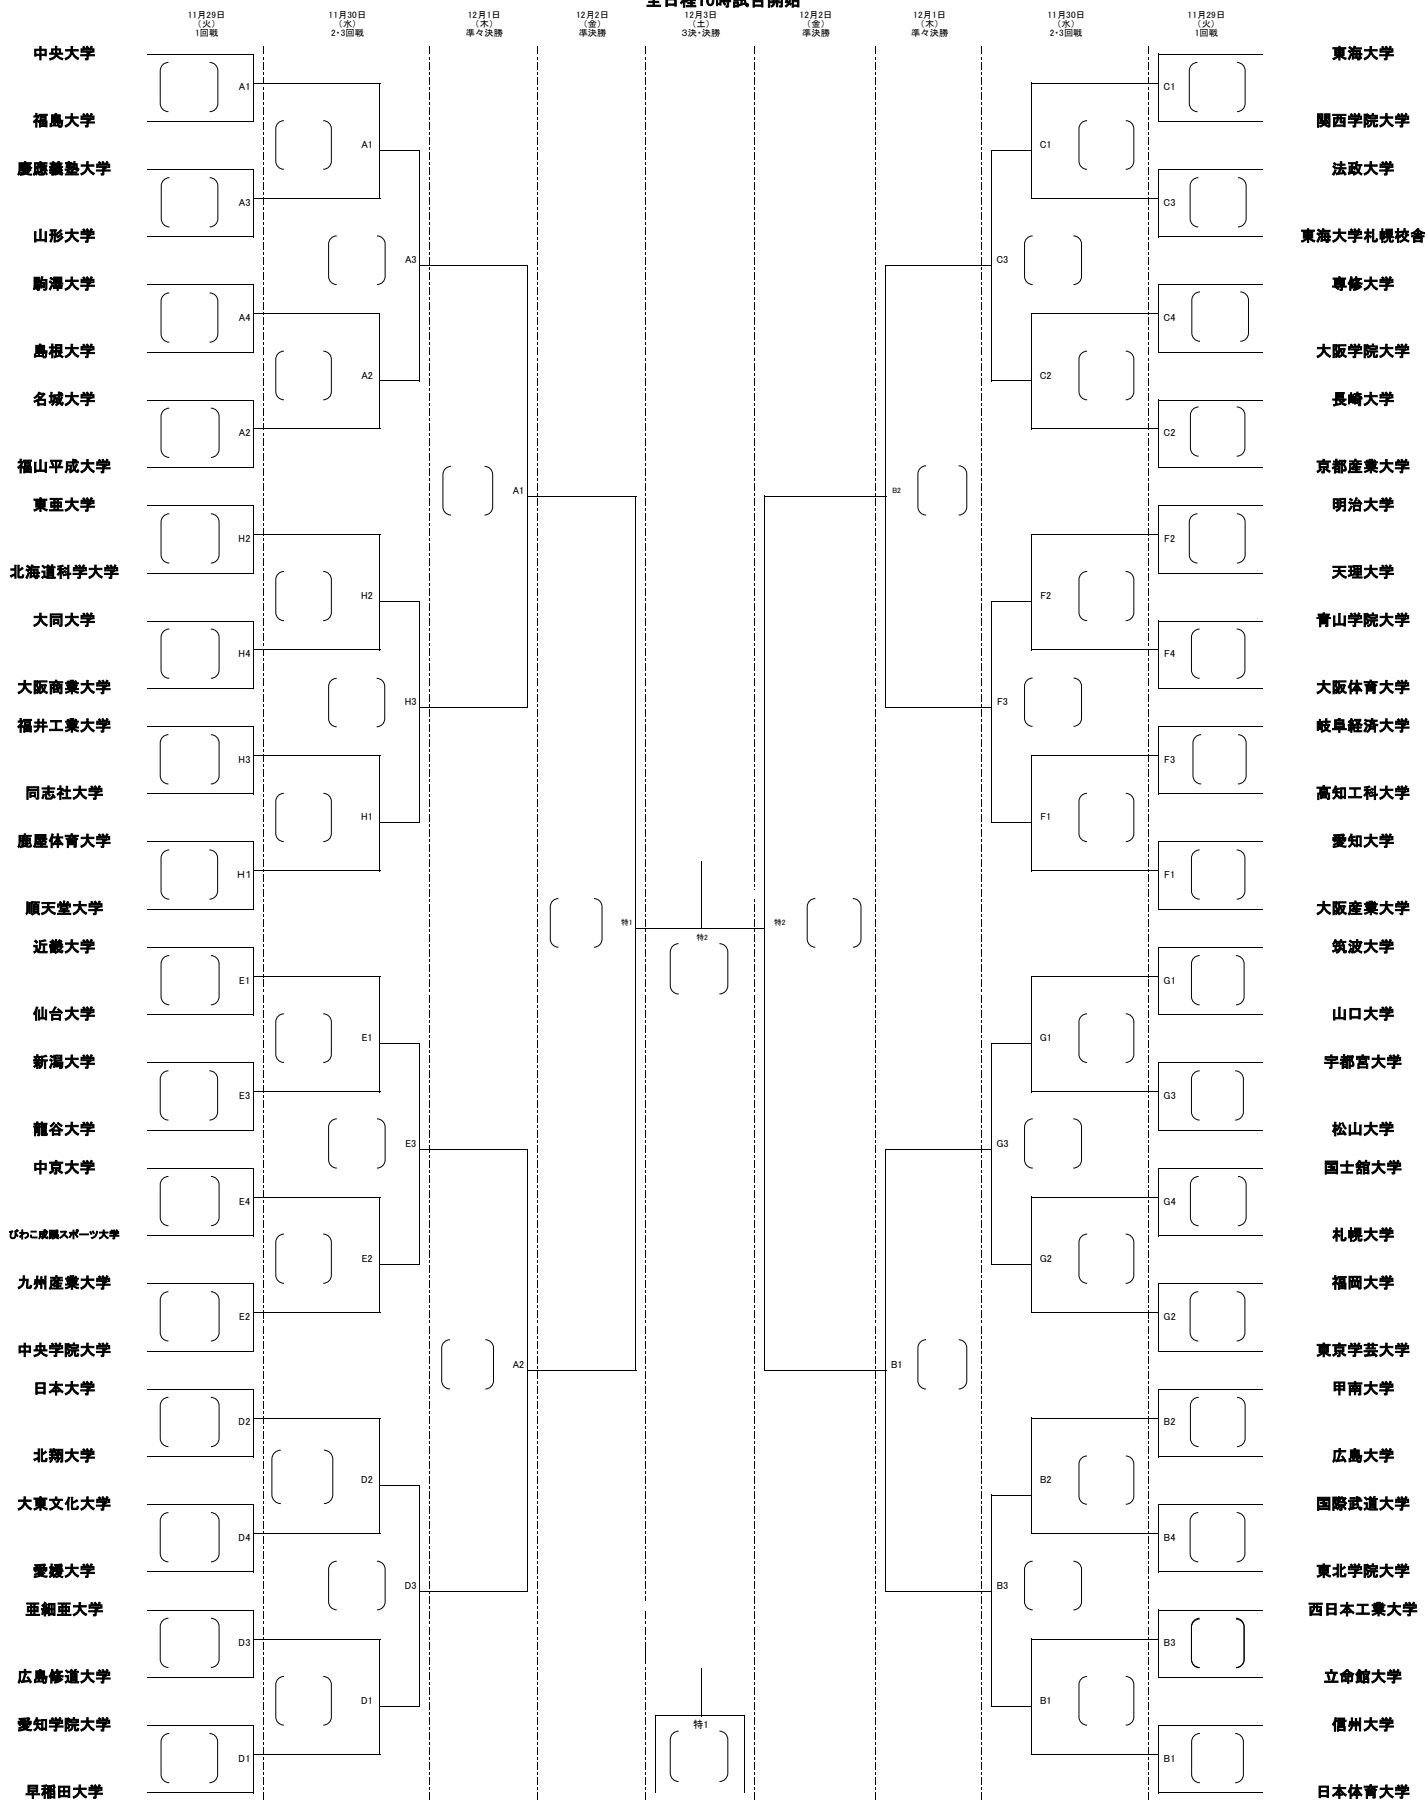 全日程10時試合開始
11月29日
（火）
1回戦
11月30日
（水）
2・3回戦
12月1日
（木）
準々決勝
12月2日
（金）
準決勝
12月3日
（土）
3決・決勝
12月2日
（金）
準決勝
12月1日
（木）
準々決勝
11月30日
（水）
2・3回戦
11月29日
（火）
1回戦
中央大学
A1
福島大学
A1
慶應義塾大学
A3
山形大学
A3
駒澤大学
A4
島根大学
A2
名城大学
A2
福山平成大学
A1
東亜大学
H2
北海道科学大学
H2
大同大学
H4
大阪商業大学
H3
福井工業大学
H3
同志社大学
H1
鹿屋体育大学
H1
順天堂大学
特1
近畿大学
E1
仙台大学
E1
新潟大学
E3
龍谷大学
E3
中京大学
E4
びわこ成蹊スポーツ大学
E2
九州産業大学
E2
中央学院大学
A2
日本大学
D2
北翔大学
D2
大東文化大学
D4
愛媛大学
D3
亜細亜大学
D3
広島修道大学
D1
愛知学院大学
D1
早稲田大学
特2
特1
東海大学
C1
関西学院大学
C1
法政大学
C3
東海大学札幌校舎
C3
専修大学
C4
大阪学院大学
C2
長崎大学
C2
京都産業大学
B2
明治大学
F2
天理大学
F2
青山学院大学
F4
大阪体育大学
F3
岐阜経済大学
F3
高知工科大学
F1
愛知大学
F1
大阪産業大学
特2
筑波大学
G1
山口大学
G1
宇都宮大学
G3
松山大学
G3
国士舘大学
G4
札幌大学
G2
福岡大学
G2
東京学芸大学
B1
甲南大学
B2
広島大学
B2
国際武道大学
B4
東北学院大学
B3
西日本工業大学
B3
立命館大学
B1
信州大学
B1
日本体育大学